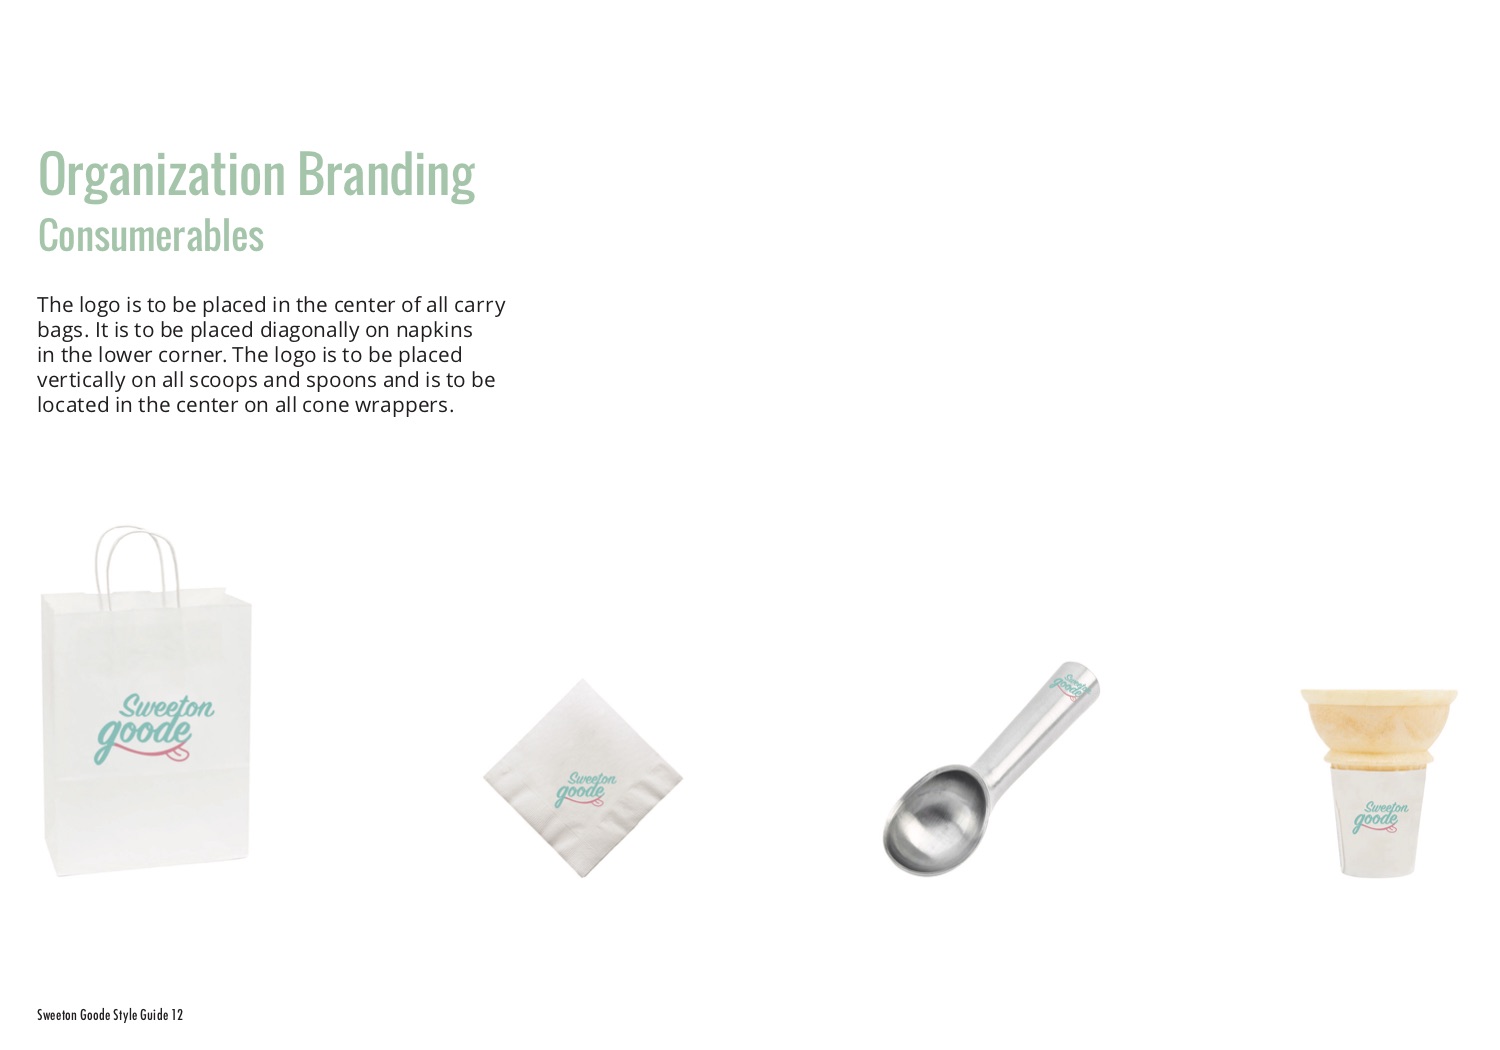 Organization Branding
Consumerables
The logo is to be placed in the center of all carry
bags. It is to be placed diagonally on napkins
in the lower corner. The logo is to be placed
vertically on all scoops and spoons and is to be
located in the center on all cone wrappers.
Sweeton
goode
Sweeton
goode
Sweeton
goode
Sweeton
goode
Sweeton Goode Style Guide 12